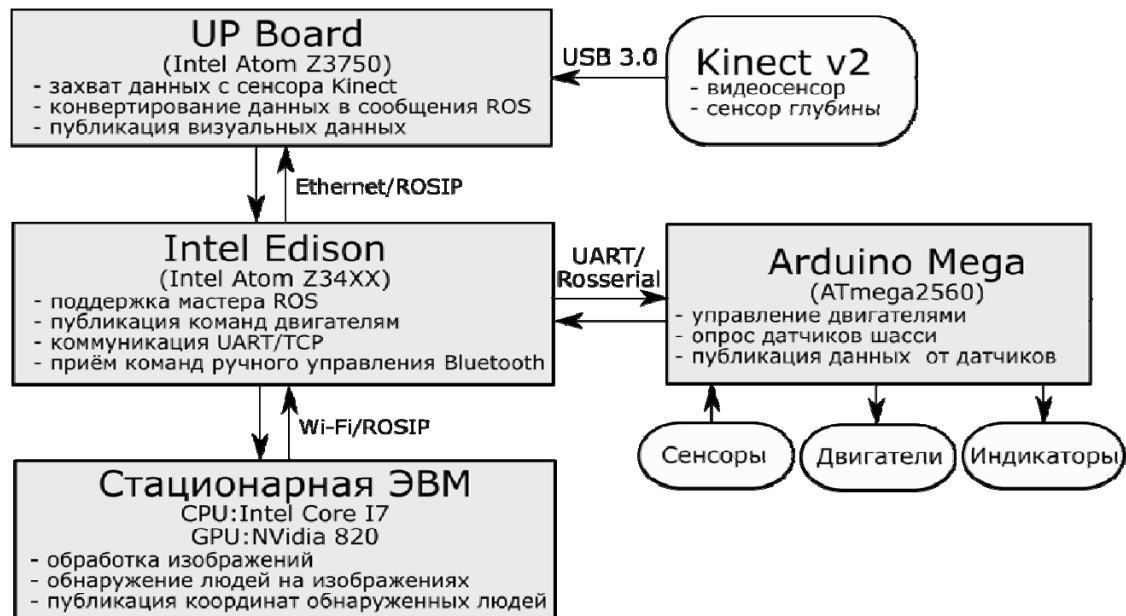 UP Board
(Intel Atom Z3750)
- захват данных с сенсора Kinect
- конвертирование данных в сообщения ROS
- публикация визуальных данных
USB 3.0
Kinect v2
- видеосенсор
- сенсор глубины
Ethernet/ROSIP
Intel Edison
(Intel Atom Z34XX)
- поддержка мастера ROS
- публикация команд двигателям
- коммуникация UART/TCP
- приём команд ручного управления Bluetooth
UART/
Rosserial
Arduino Mega
(ATmega2560)
- управление двигателями
- опрос датчиков шасси
- публикация данных от датчиков
Wi-Fi/ROSIP
Сенсоры
Двигатели
Индикаторы
Стационарная ЭВМ
CPU:Intel Core I7
GPU:NVidia 820
- обработка изображений
- обнаружение людей на изображениях
- публикация координат обнаруженных людей